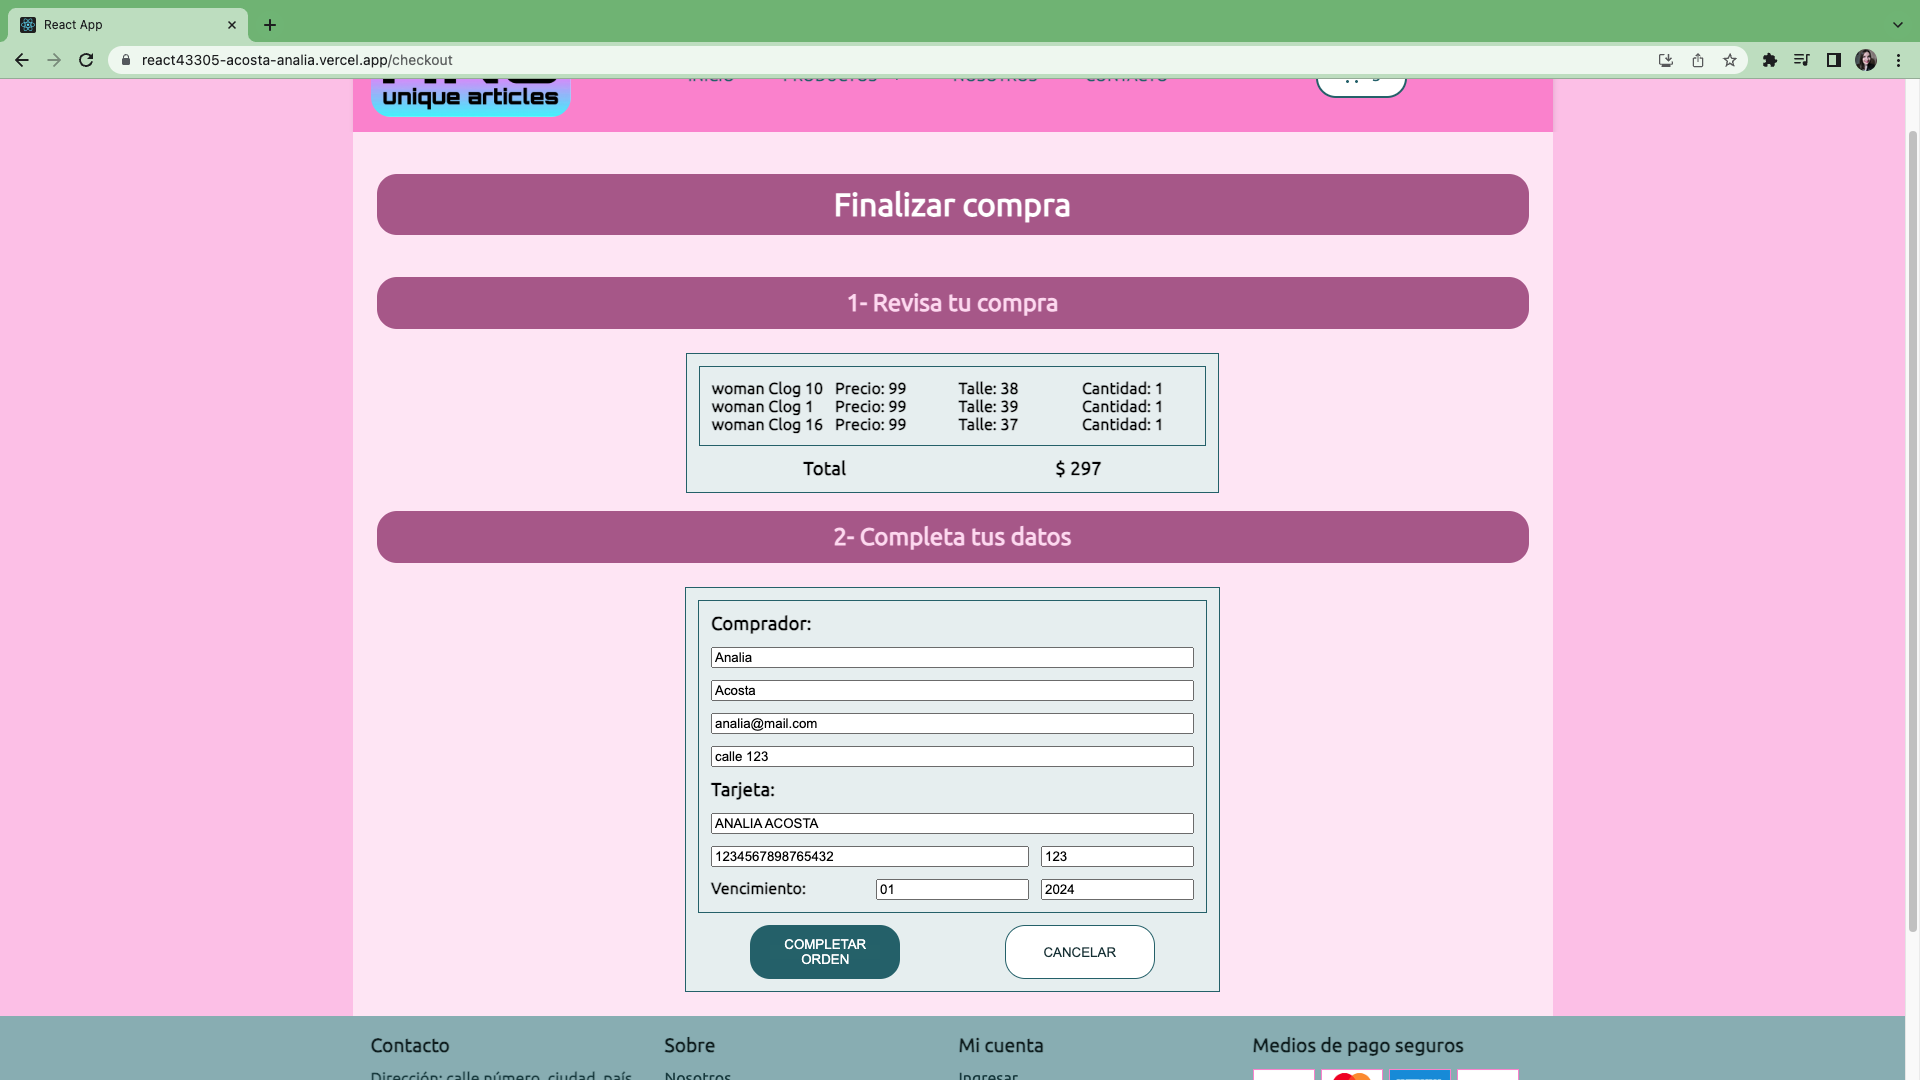 React App
react43305-acosta-analia.vercel.app/checkout
unique articles
INICIO PRODUCTOS NOSOTROS CONTACTO
Finalizar compra
1- Revisa tu compra
woman Clog 10 Precio: 99 Talle: 38 Cantidad: 1
woman Clog 1 Precio: 99 Talle: 39 Cantidad: 1
woman Clog 16 Precio: 99 Talle: 37 Cantidad: 1
Total $ 297
2- Completa tus datos
Comprador:
Analia
Acosta
analia@mail.com
calle 123
Tarjeta:
ANALIA ACOSTA
1234567898765432 123
Vencimiento: 01 2024
COMPLETAR
ORDEN
CANCELAR
Contacto Sobre Mi cuenta Medios de pago seguros
Dirección: calle número, ciudad, país Nosotros Ingresar